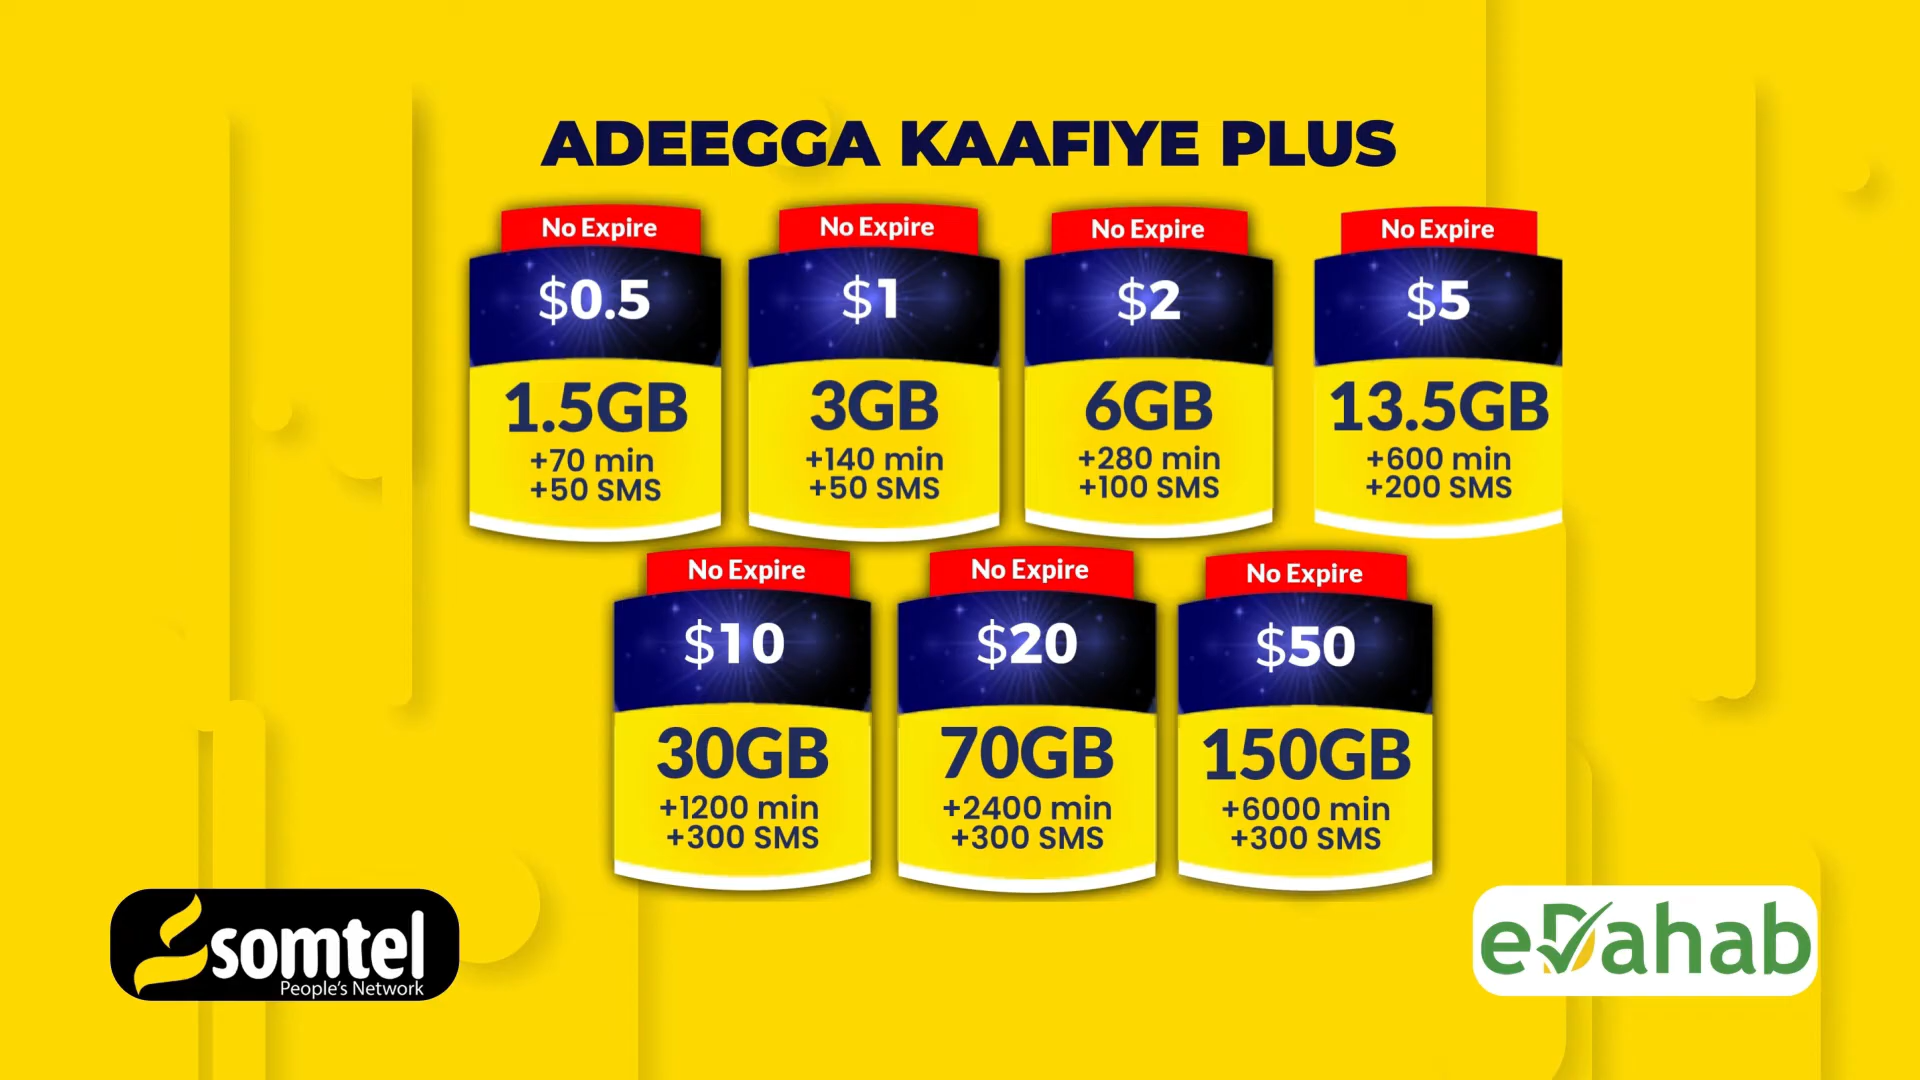 ADEEGGA KAAFIYE PLUS
No Expire
$0.5
1.5GB
+70 min
+50 SMS
No Expire
$1
3GB
+140 min
+50 SMS
No Expire
$2
6GB
+280 min
+100 SMS
No Expire
$5
13.5GB
+600 min
+200 SMS
No Expire
$10
30GB
+1200 min
+300 SMS
No Expire
$20
70GB
+2400 min
+300 SMS
No Expire
$50
150GB
+6000 min
+300 SMS
somtel
People's Network
eDahab